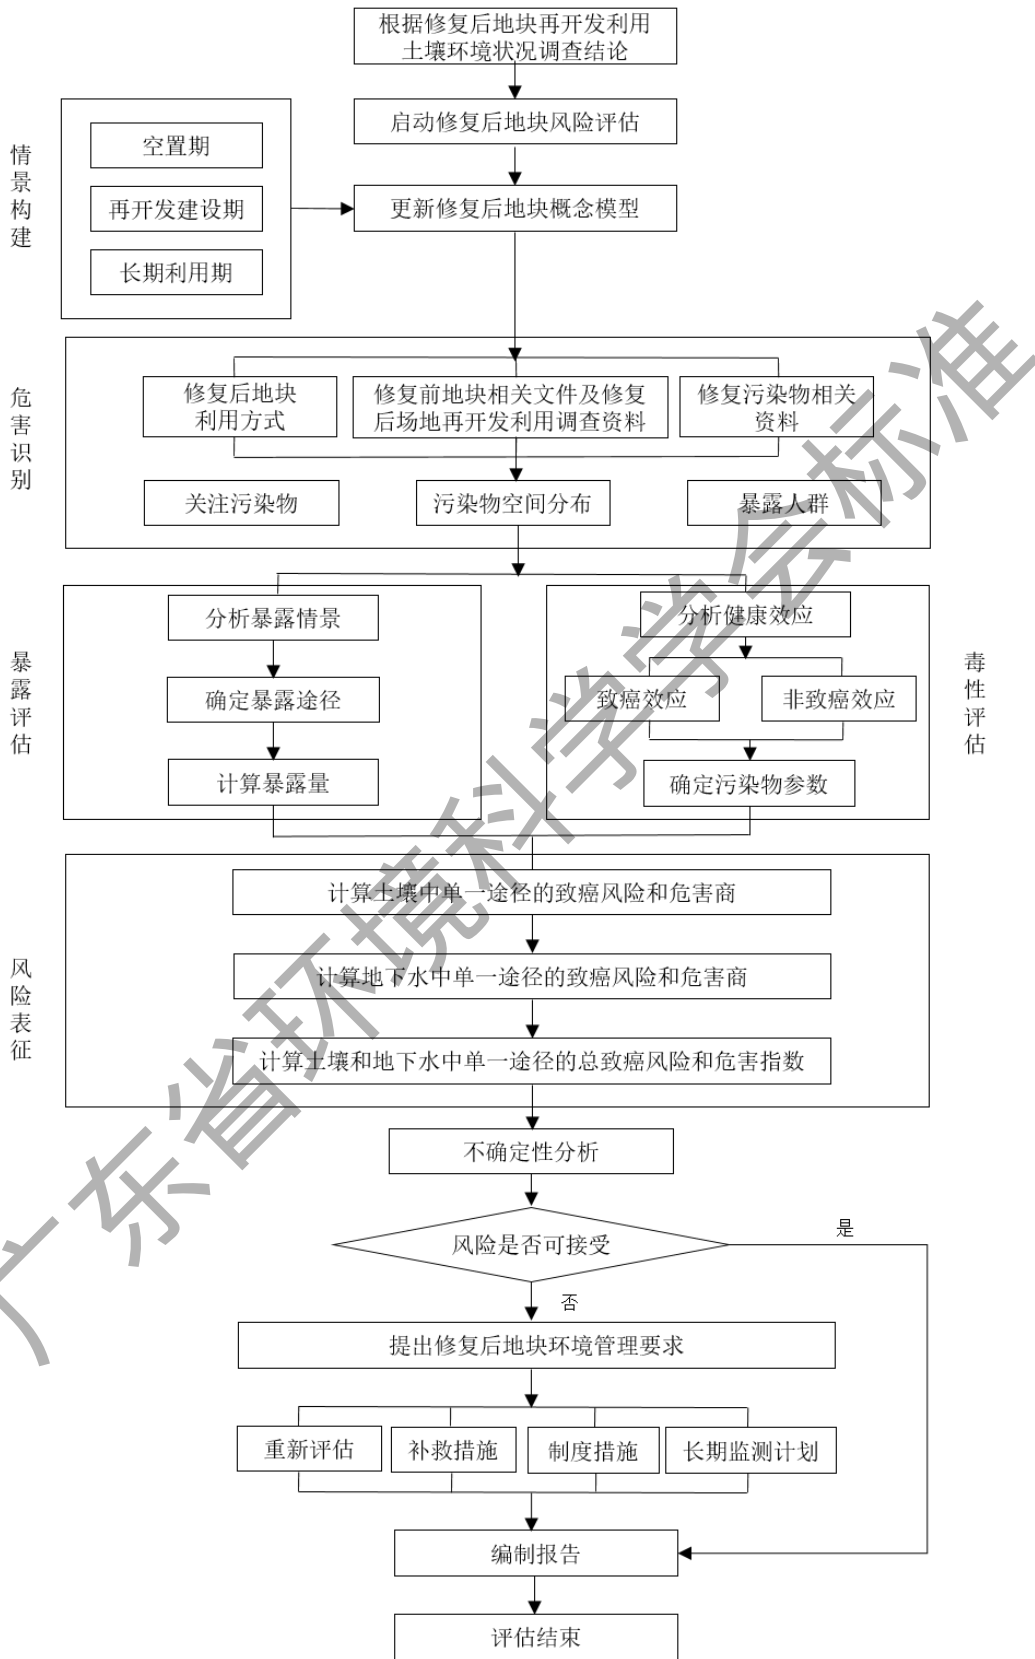 根据修复后地块再开发利用
土壤环境状况调查结论
启动修复后地块风险评估
情景构建
空置期
再开发建设期
长期利用期
更新修复后地块概念模型
危害识别
修复后地块
利用方式
修复前地块相关文件及修复
后场地再开发利用调查资料
修复污染物相关
资料
关注污染物
污染物空间分布
暴露人群
暴露评估
分析暴露情景
确定暴露途径
计算暴露量
毒性评估
分析健康效应
致癌效应
非致癌效应
确定污染物参数
风险表征
计算土壤中单一途径的致癌风险和危害商
计算地下水中单一途径的致癌风险和危害商
计算土壤和地下水中单一途径的总致癌风险和危害指数
不确定性分析
风险是否可接受
是
否
提出修复后地块环境管理要求
重新评估
补救措施
制度措施
长期监测计划
编制报告
评估结束
广东省环境科学学会标准